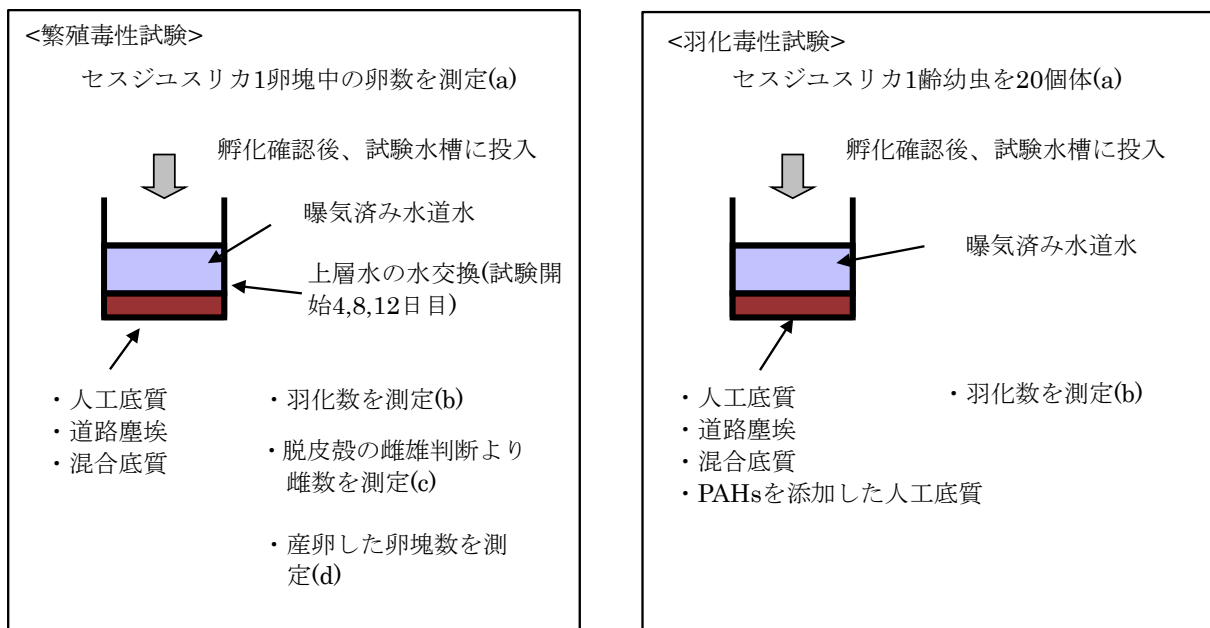 <繁殖毒性試験>
セスジユスリカ1卵塊中の卵数を測定(a)
孵化確認後、試験水槽に投入
曝気済み水道水
上層水の水交換(試験開
始4,8,12日目)
・人工底質
・道路塵埃
・混合底質
・羽化数を測定(b)
・脱皮殻の雌雄判断より
雌数を測定(c)
・産卵した卵塊数を測
定(d)
<羽化毒性試験>
セスジユスリカ1齢幼虫を20個体(a)
孵化確認後、試験水槽に投入
曝気済み水道水
・人工底質
・道路塵埃
・混合底質
・PAHsを添加した人工底質
・羽化数を測定(b)